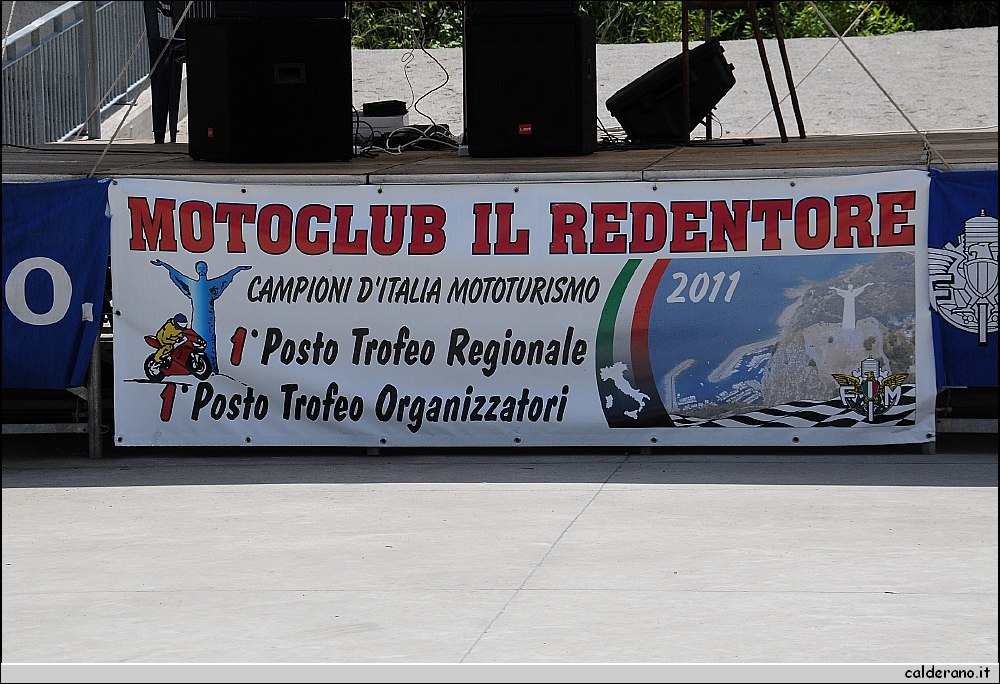 MOTOCLUB IL REDENTORE
CAMPIONI D'ITALIA MOTOTURISMO
2011
1° Posto Trofeo Regionale
1° Posto Trofeo Organizzatori
O.
F M
calderano.it